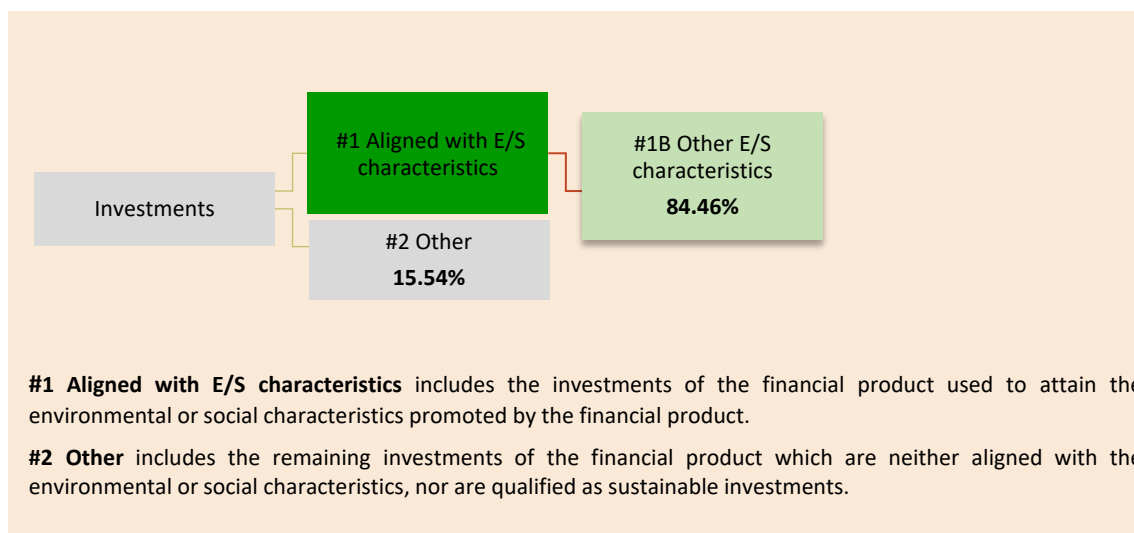 #1 Aligned with E/S
characteristics
#1B Other E/S
characteristics
84.46%
Investments
#2 Other
15.54%
#1 Aligned with E/S characteristics includes the investments of the financial product used to attain the
environmental or social characteristics promoted by the financial product.
#2 Other includes the remaining investments of the financial product which are neither aligned with the
environmental or social characteristics, nor are qualified as sustainable investments.